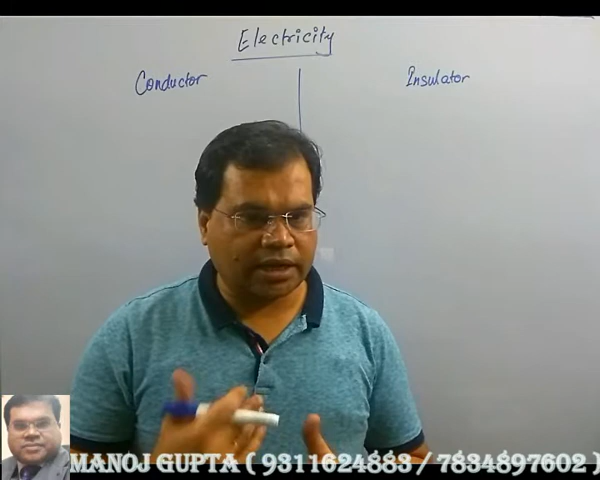 Electricity
Conductor
Insulator
MANOJ GUPTA ( 9311624883 / 7834897602 )